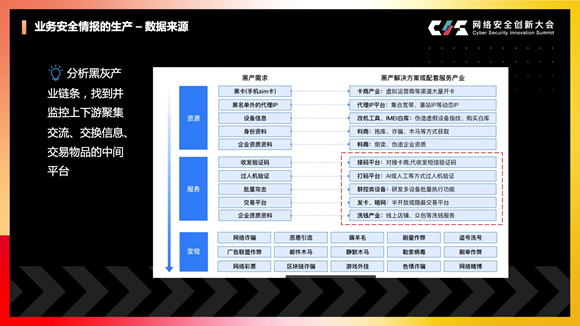 业务安全情报的生产 – 数据来源
网络安全创新大会
Cyber Security Innovation Summit
分析黑灰产
业链条，找到并
监控上下游聚集
交流、交换信息、
交易物品的中间
平台
黑产需求 黑产解决方案或配套服务产业
资源
黑卡(手机sim卡) 卡商产业：虚拟运营商等渠道大量开卡
黑名单外的代理IP 代理IP平台：集合宽带、基站IP等动态IP
设备信息 改机工具、IMEI白库：伪造虚假设备指纹、购买白库
身份资料 料商：拖库、诈骗、木马等方式获取
企业资质资料 料商：倒卖、伪造企业资质
服务
收发验证码 接码平台：对接卡商,代收发短信验证码
过人机验证 打码平台：AI或人工等方式过人机验证
批量攻击 群控类设备：研发多设备批量执行功能
交易平台 发卡、暗网：半开放或隐蔽交易平台
企业资质资料 洗钱产业：线上店铺、众包等洗钱服务
变现
网络诈骗 恶意引流 薅羊毛 刷量作弊 盗号洗号
广告联盟作弊 邮件木马 静默木马 勒索病毒 刷单作弊
网络彩票 区块链诈骗 游戏外挂 色情诈骗 网络赌博